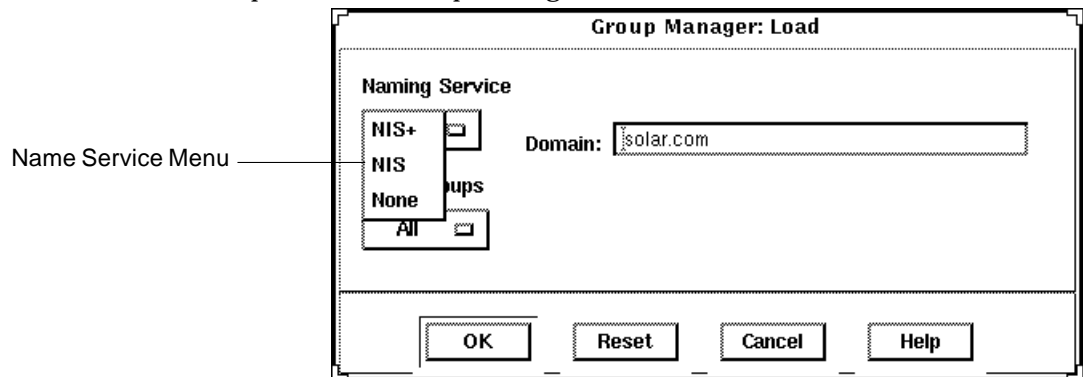 Group Manager: Load
Naming Service
NIS+
Domain: solar.com
Name Service Menu
NIS
None
All
OK Reset Cancel Help